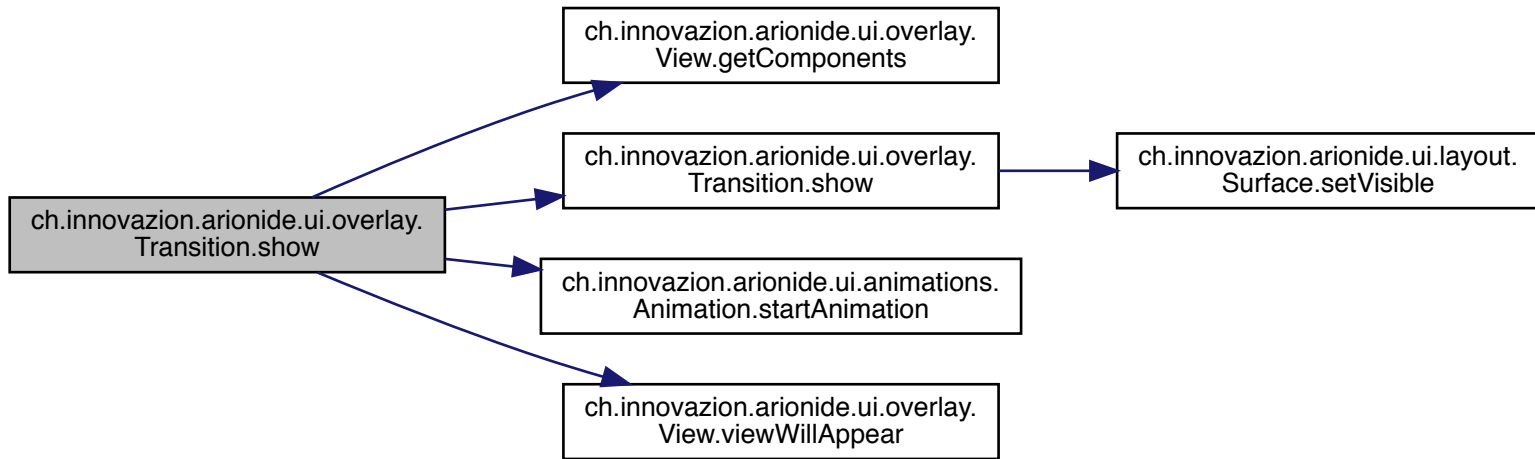 ch.innovazion.arionide.ui.overlay.
Transition.show
ch.innovazion.arionide.ui.overlay.
View.getComponents
ch.innovazion.arionide.ui.overlay.
Transition.show
ch.innovazion.arionide.ui.layout.
Surface.setVisible
ch.innovazion.arionide.ui.animations.
Animation.startAnimation
ch.innovazion.arionide.ui.overlay.
View.viewWillAppear